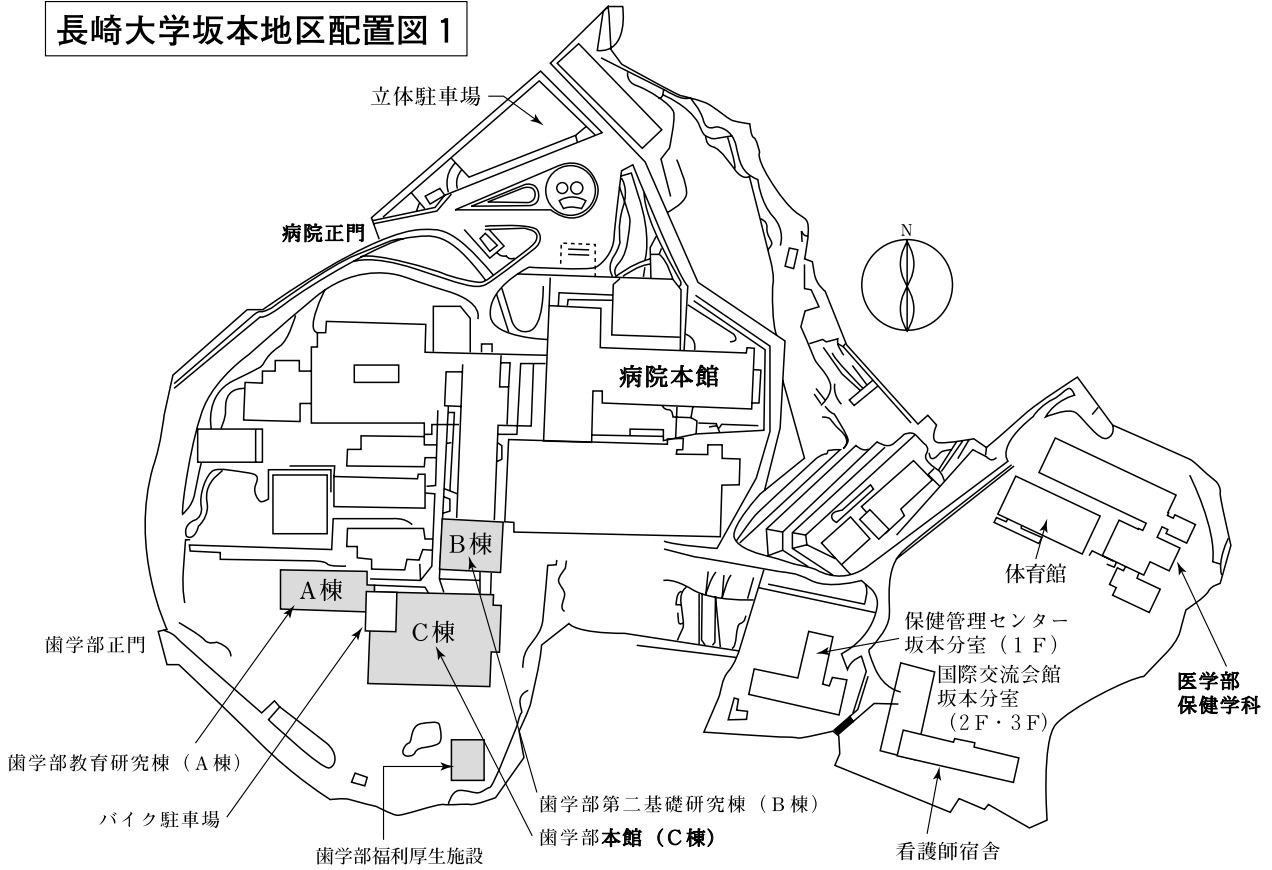 長崎大学坂本地区配置図1
立体駐車場
病院正門
N
病院本館
B棟
A棟
C棟
体育館
歯学部正門
保健管理センター
坂本分室（1F）
国際交流会館
坂本分室
（2F・3F）
医学部
保健学科
歯学部教育研究棟（A棟）
バイク駐車場
歯学部第二基礎研究棟（B棟）
歯学部本館（C棟）
歯学部福利厚生施設
看護師宿舎